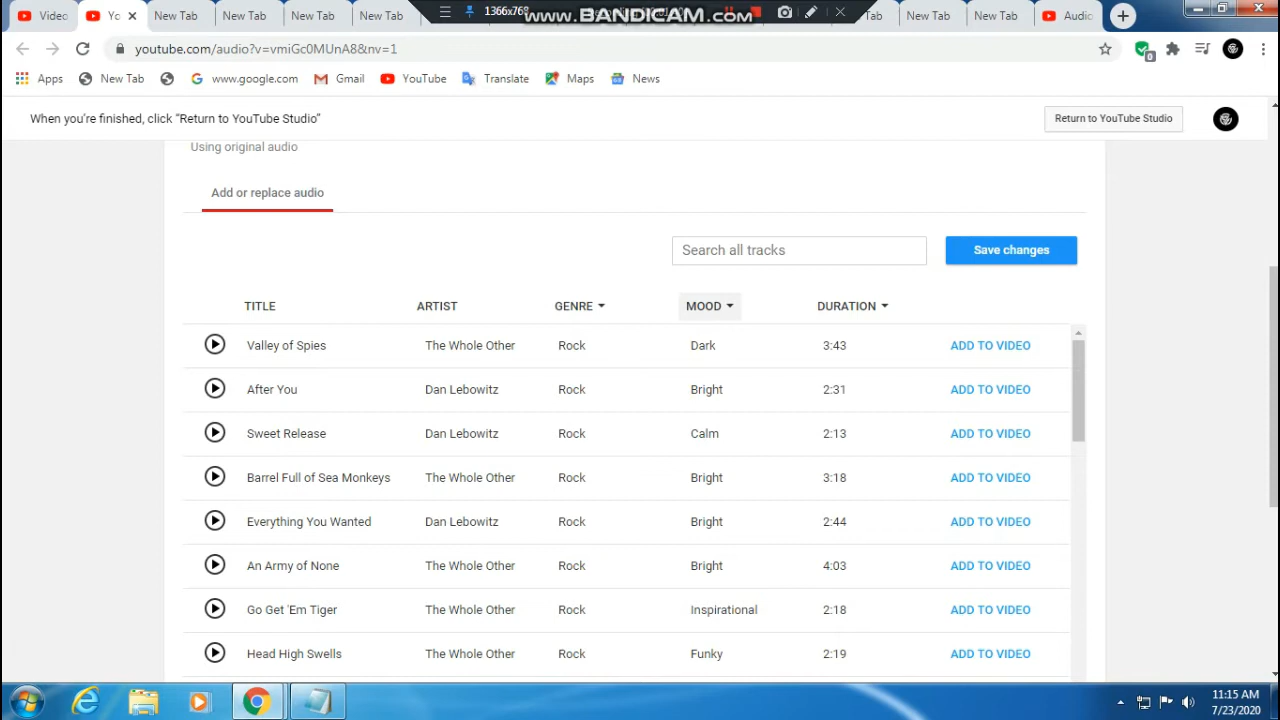 Video
Yo
New Tab
New Tab
New Tab
New Tab
1366x768
www.BANDICAM.com
Tab
New Tab
New Tab
Audio
youtube.com/audio?v=vmiGc0MUnA8&nv=1
0
Apps
New Tab
www.google.com
Gmail
YouTube
Translate
Maps
News
When you're finished, click "Return to YouTube Studio"
Return to YouTube Studio
Using original audio
Add or replace audio
Search all tracks
Save changes
TITLE ARTIST GENRE MOOD DURATION
Valley of Spies The Whole Other Rock Dark 3:43 ADD TO VIDEO
After You Dan Lebowitz Rock Bright 2:31 ADD TO VIDEO
Sweet Release Dan Lebowitz Rock Calm 2:13 ADD TO VIDEO
Barrel Full of Sea Monkeys The Whole Other Rock Bright 3:18 ADD TO VIDEO
Everything You Wanted Dan Lebowitz Rock Bright 2:44 ADD TO VIDEO
An Army of None The Whole Other Rock Bright 4:03 ADD TO VIDEO
Go Get 'Em Tiger The Whole Other Rock Inspirational 2:18 ADD TO VIDEO
Head High Swells The Whole Other Rock Funky 2:19 ADD TO VIDEO
11:15 AM
7/23/2020